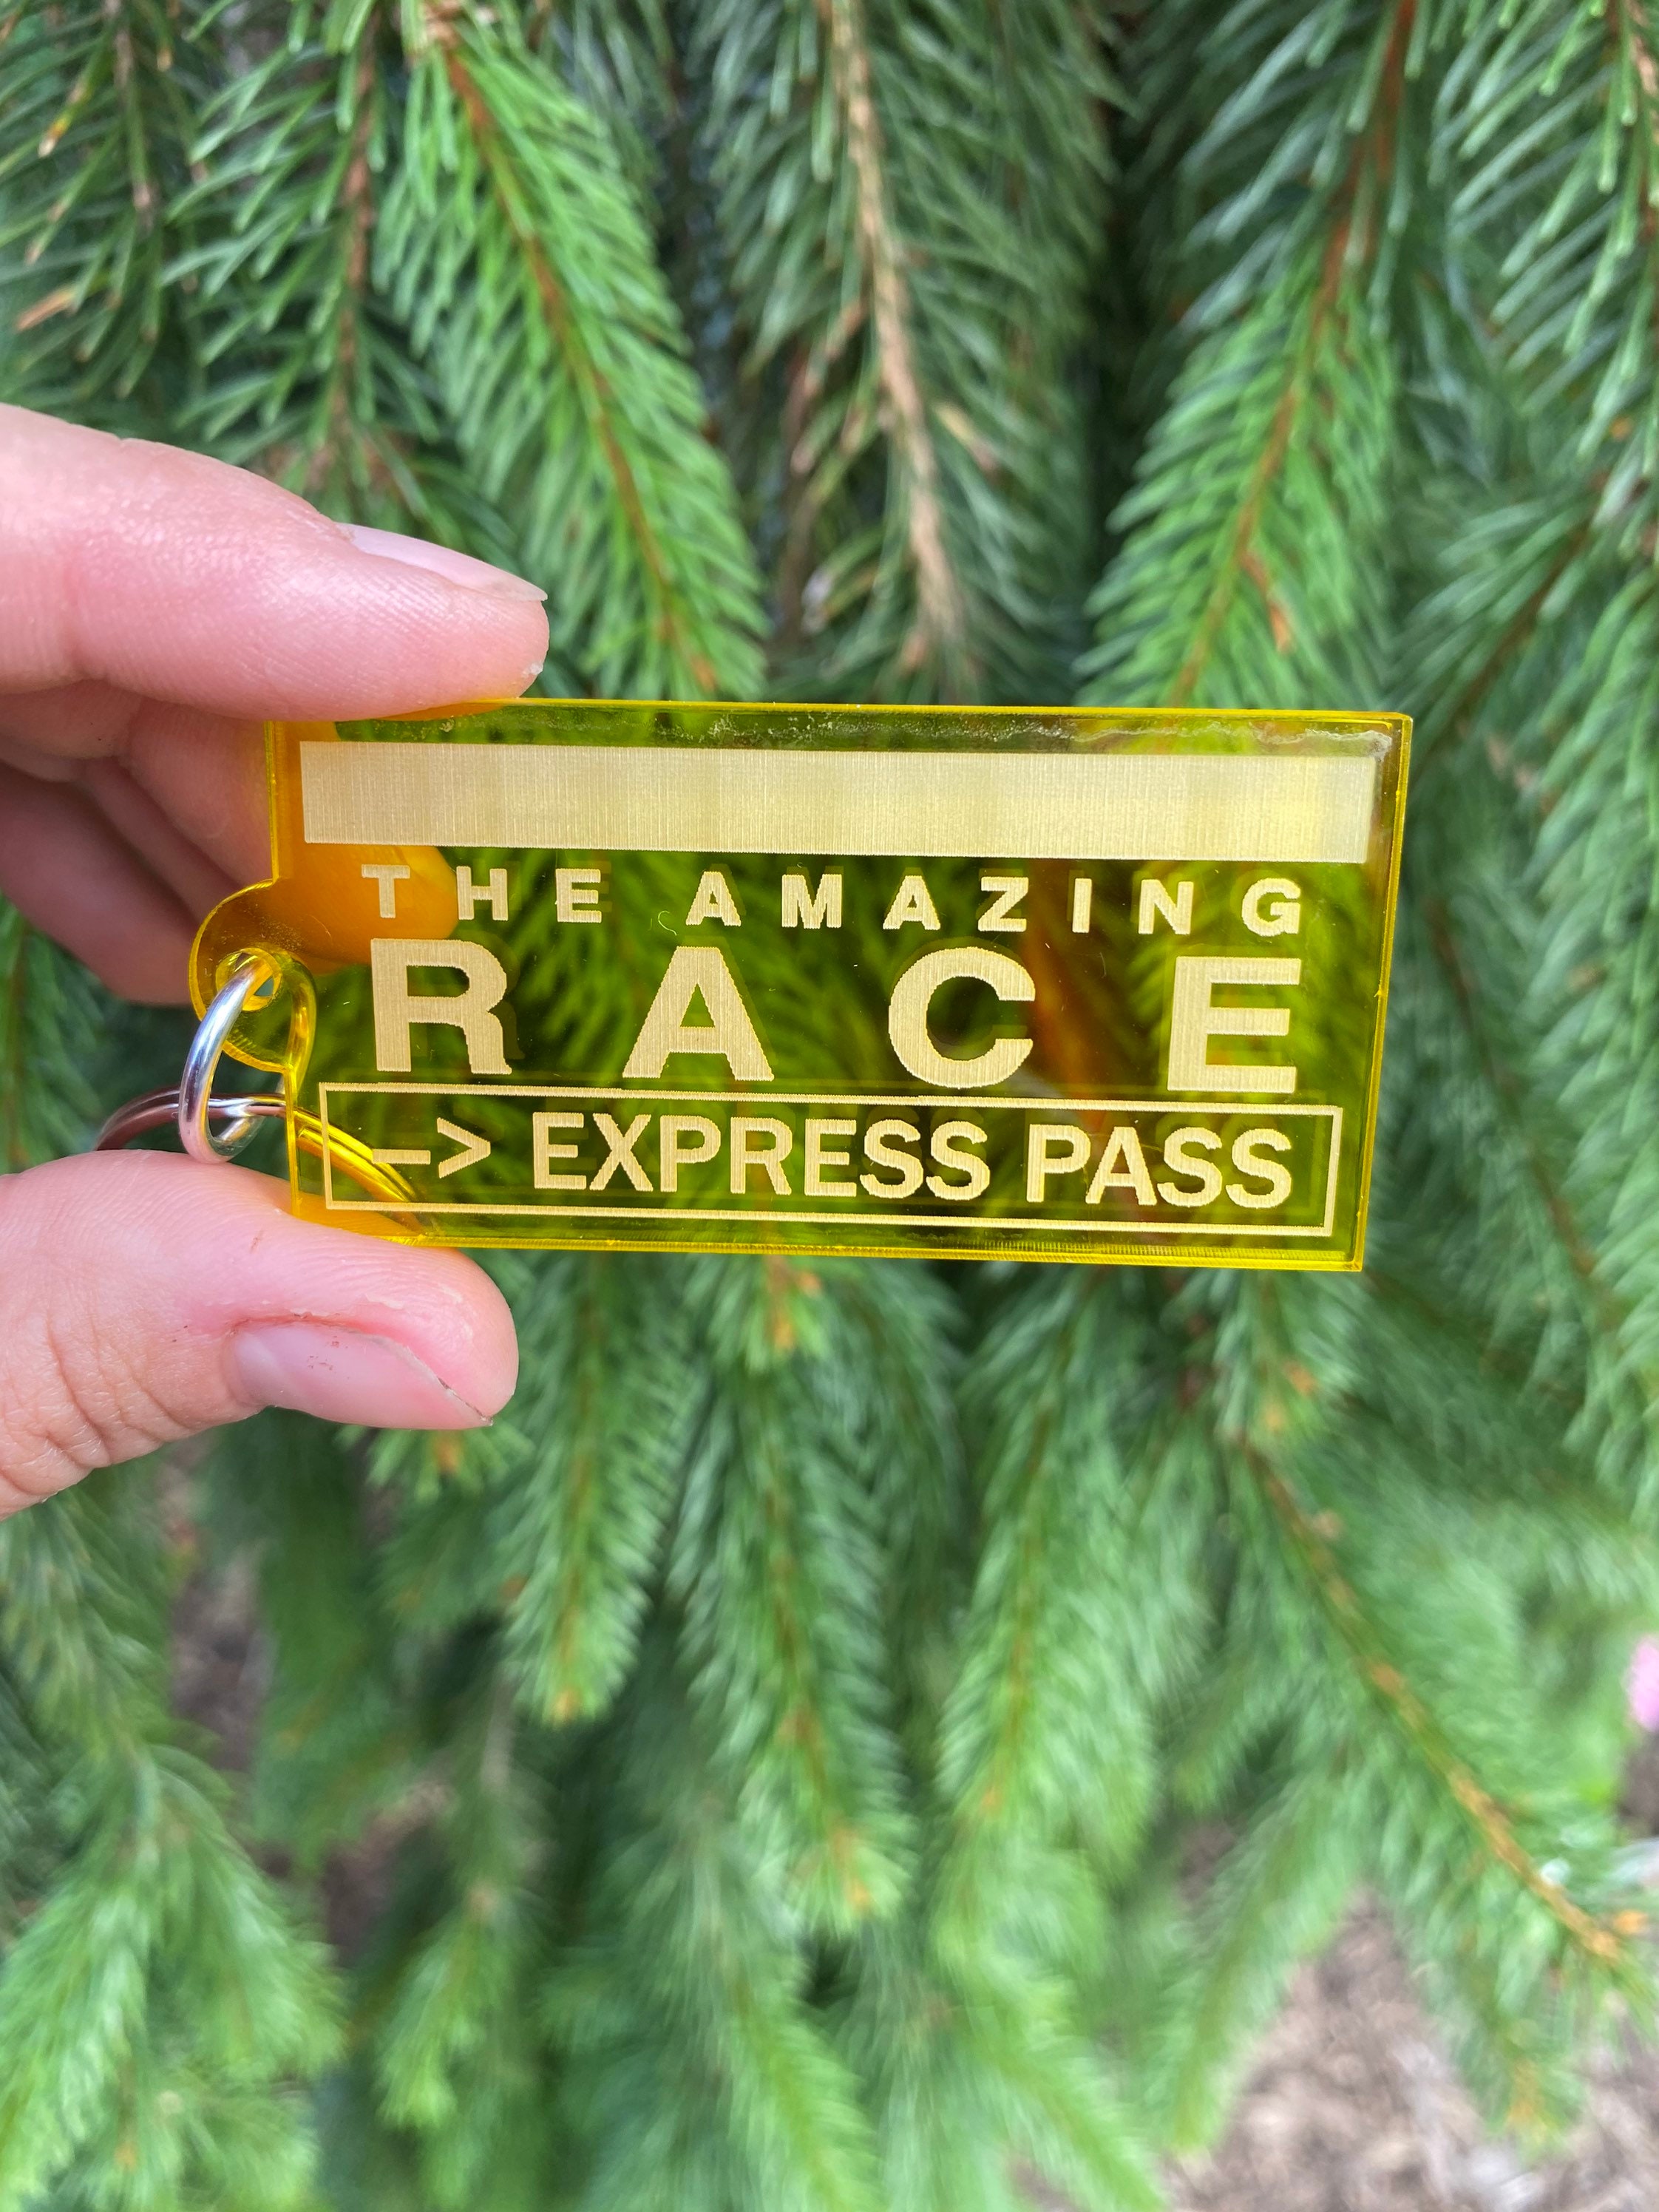 THE AMAZING
RACE
–> EXPRESS PASS